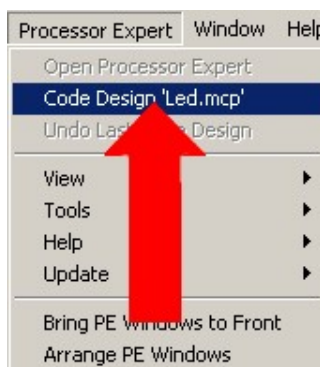 Processor Expert Window Help
Open Processor Expert
Code Design 'Led.mcp'
Undo Last Design
View
Tools
Help
Update
Bring PE Windows to Front
Arrange PE Windows